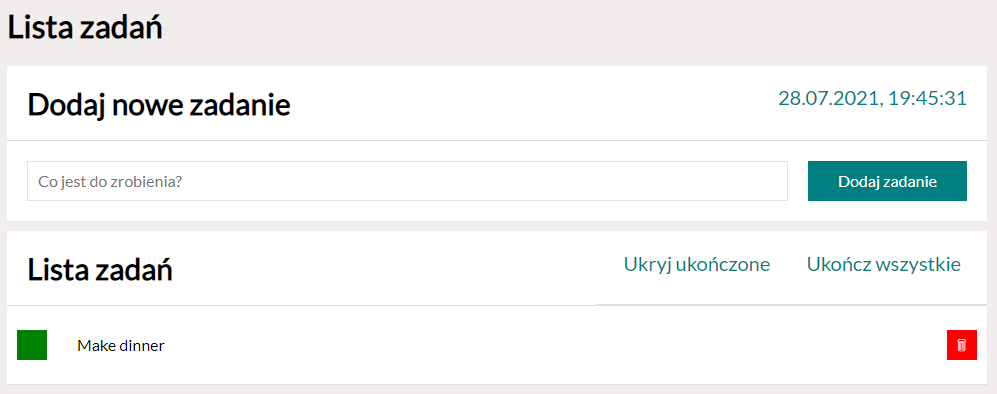 Lista zadań
Dodaj nowe zadanie
28.07.2021, 19:45:31
Co jest do zrobienia?
Dodaj zadanie
Lista zadań
Ukryj ukończone
Ukończ wszystkie
Make dinner